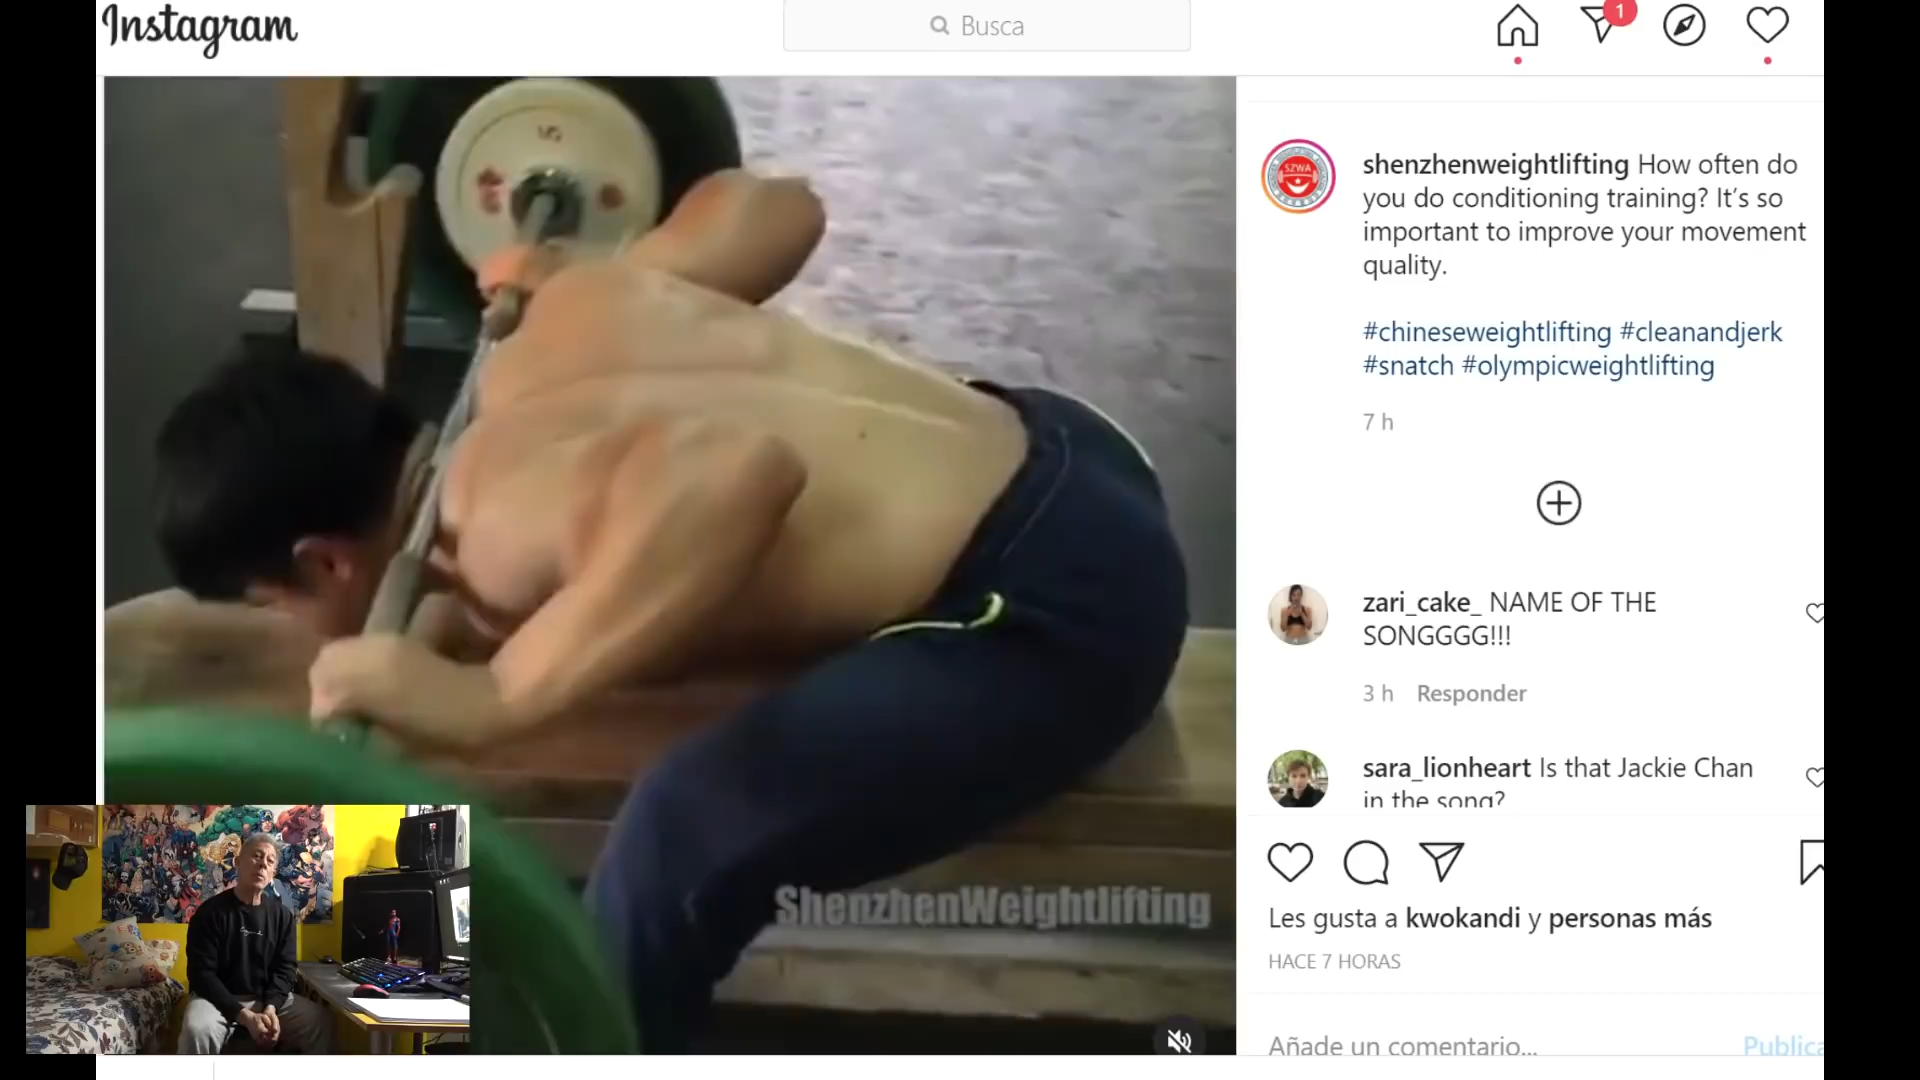 Instagram
Busca
1
5
SZWA
shenzhenweightlifting How often do
you do conditioning training? It’s so
important to improve your movement
quality.
#chineseweightlifting #cleanandjerk
#snatch #olympicweightlifting
7 h
zari_cake_ NAME OF THE
SONGGGG!!!
3 h Responder
sara_lionheart Is that Jackie Chan
in the song?
ShenzhenWeightlifting
Les gusta a kwokandi y personas más
HACE 7 HORAS
Añade un comentario... Publica